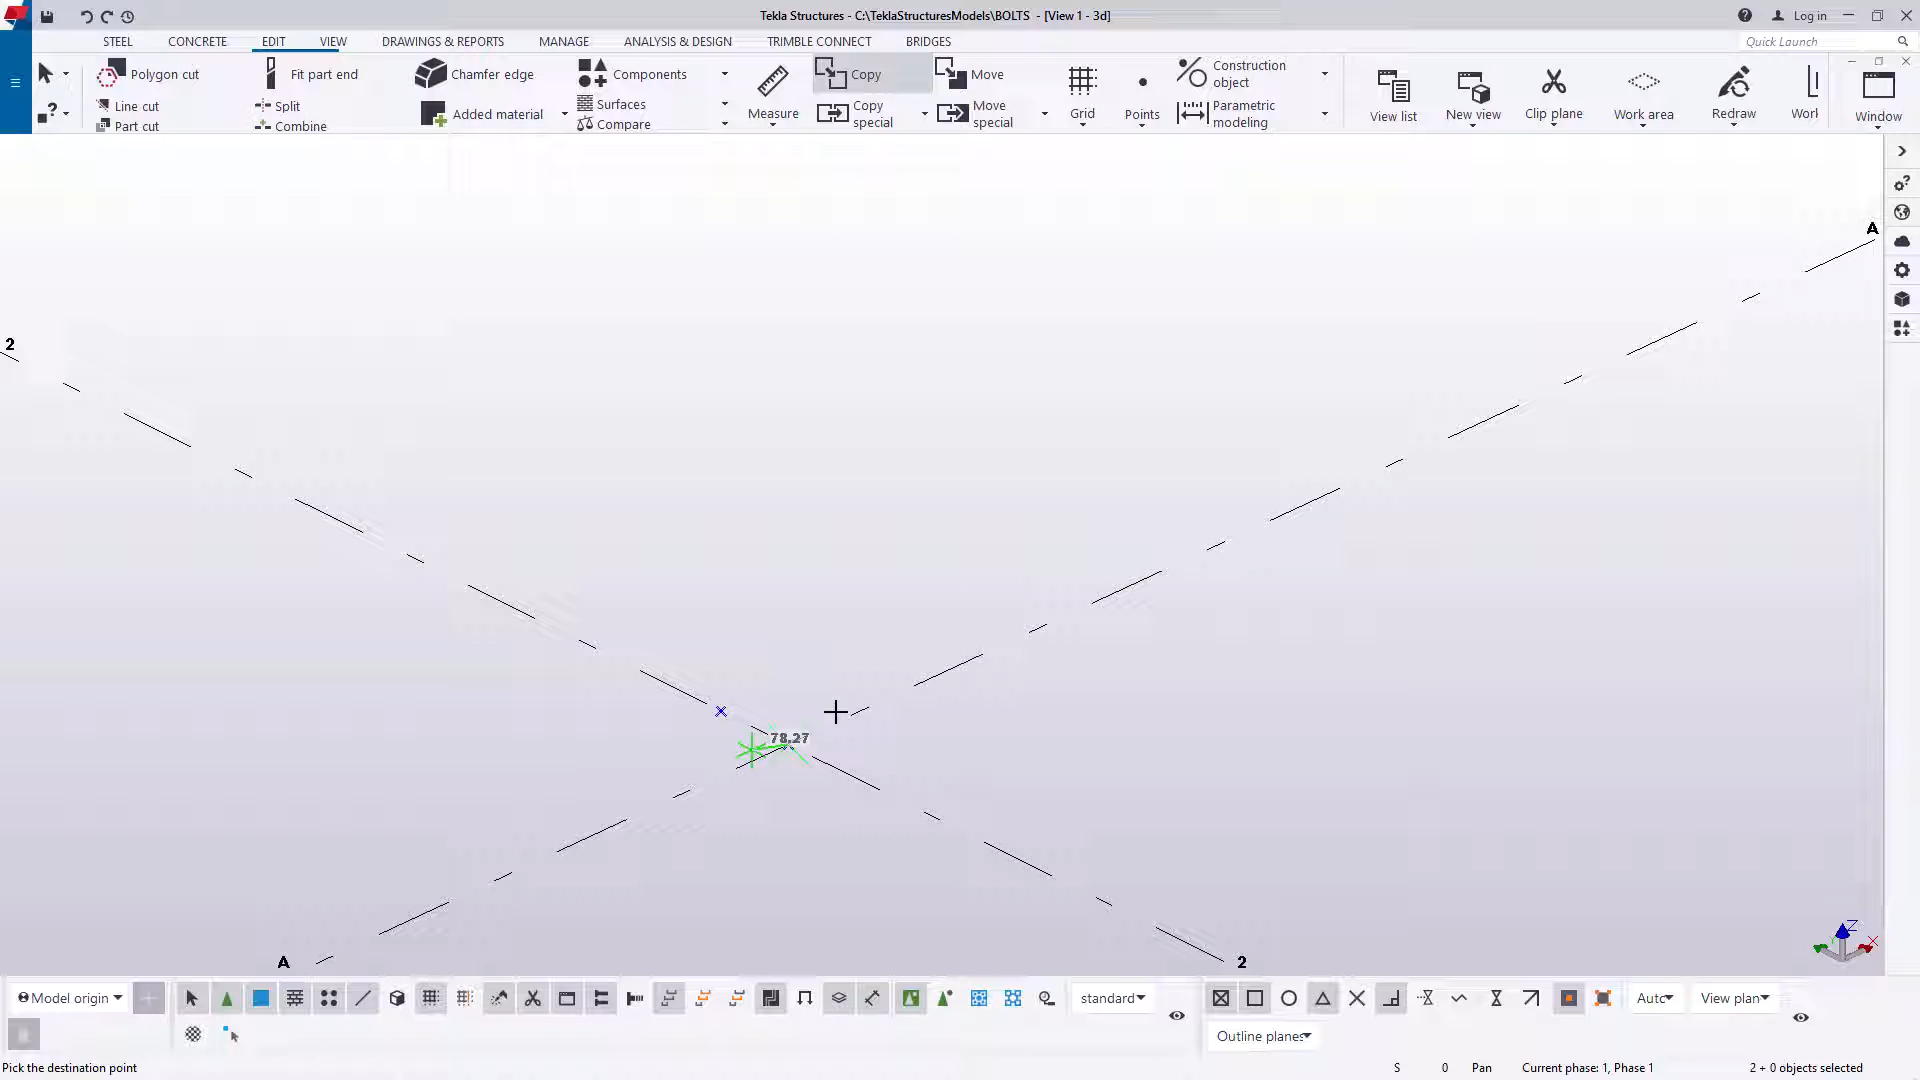 Tekla Structures - C:\TeklaStructuresModels\BOLTS - [View 1 - 3d]
Log in
STEEL CONCRETE EDIT VIEW DRAWINGS & REPORTS MANAGE ANALYSIS & DESIGN TRIMBLE CONNECT BRIDGES
Quick Launch
Polygon cut
Line cut
Part cut
Fit part end
Split
Combine
Chamfer edge
Added material
Components
Surfaces
Compare
Measure
Copy
Copy special
Move
Move special
Grid
Points
Construction object
Parametric modeling
View list
New view
Clip plane
Work area
Redraw
Worl
Window
A
2
78.27
A
2
Z
X
Model origin
standard
Auto
View plan
Outline planes
Pick the destination point
S 0 Pan Current phase: 1, Phase 1 2 + 0 objects selected